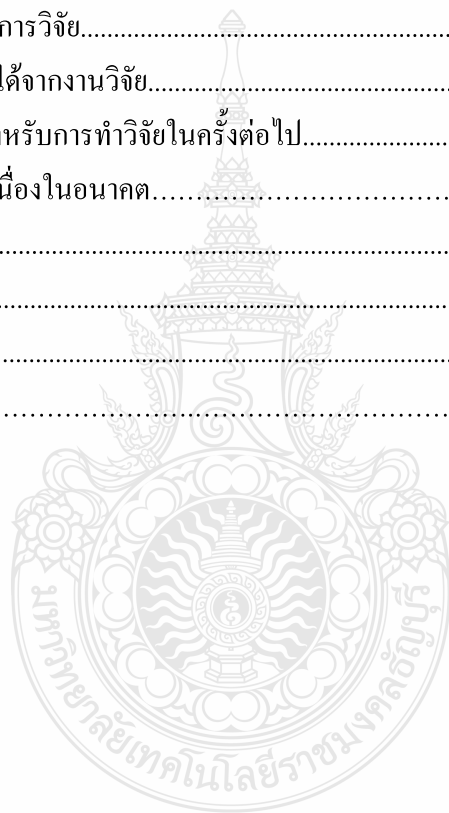 การวิจัย................................................................
ได้จากงานวิจัย................................................................
หรับการทำวิจัยในครั้งต่อไป................................................................
นื่องในอนาคต................................................................
................................................................
................................................................
................................................................
................................................................
มหาวิทยาลัยเทคโนโลยีราชมงคลธัญบุรี